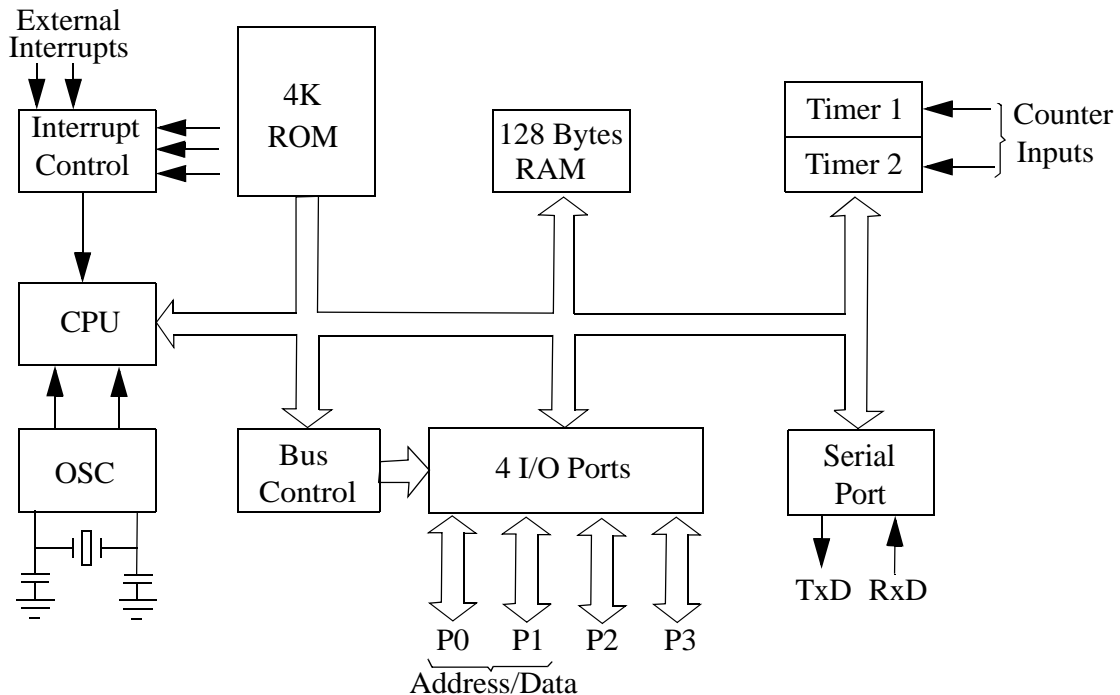 External
Interrupts
Interrupt
Control
4K
ROM
128 Bytes
RAM
Timer 1
Timer 2
Counter
Inputs
CPU
OSC
Bus
Control
4 I/O Ports
Serial
Port
TxD RxD
P0 P1 P2 P3
Address/Data